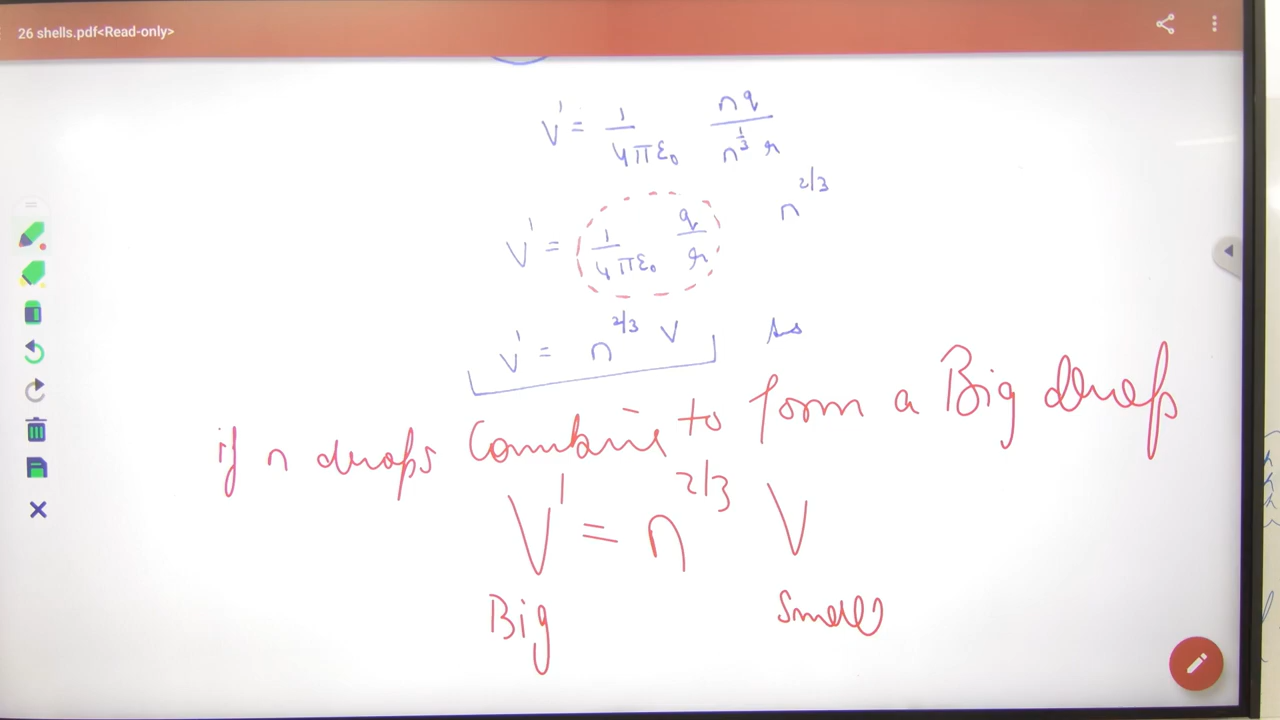 26 shells.pdf<Read-only>
V' = 1/4πε₀ nq/n^1/3 r
V' = 1/4πε₀ q/r n^2/3
V' = n^2/3 V Ans
if n drops Combine to form a Big drop
V' = n^2/3 V
Big Small